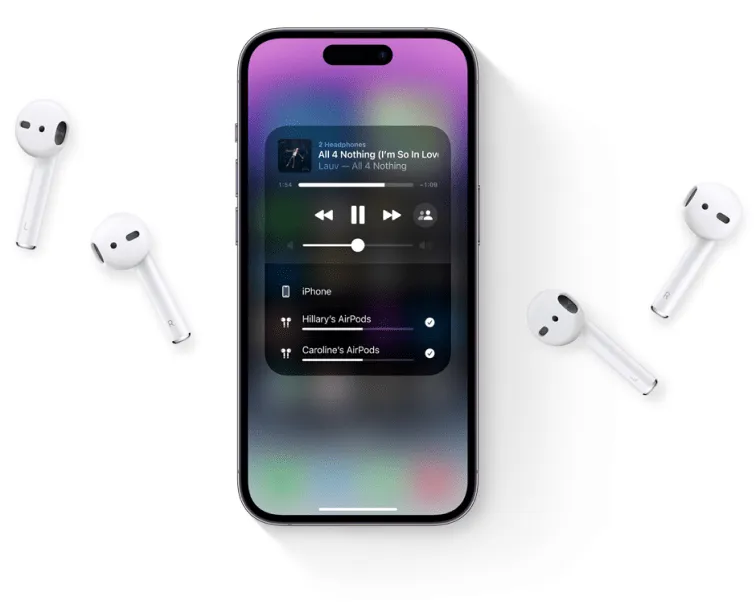 2 Headphones
All 4 Nothing (I'm So In Love
Lauv — All 4 Nothing
1:54
-1:06
iPhone
Hillary's AirPods
Caroline's AirPods
L
R
R
L